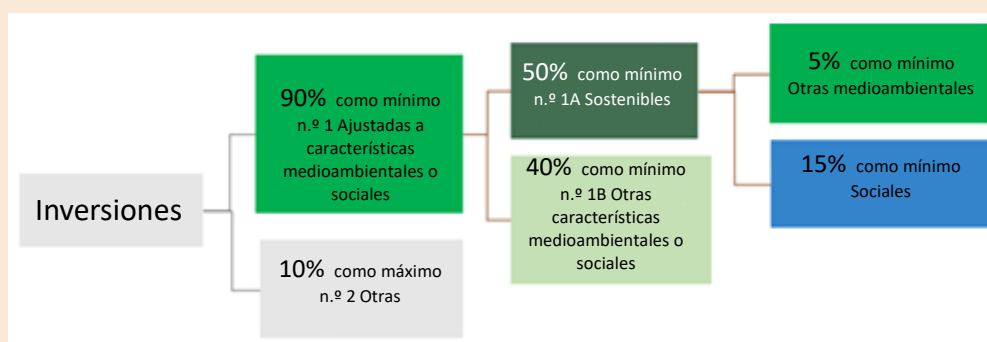 Inversiones
90% como mínimo
n.º 1 Ajustadas a
características
medioambientales o
sociales
10% como máximo
n.º 2 Otras
50% como mínimo
n.º 1A Sostenibles
40% como mínimo
n.º 1B Otras
características
medioambientales o
sociales
5% como mínimo
Otras medioambientales
15% como mínimo
Sociales